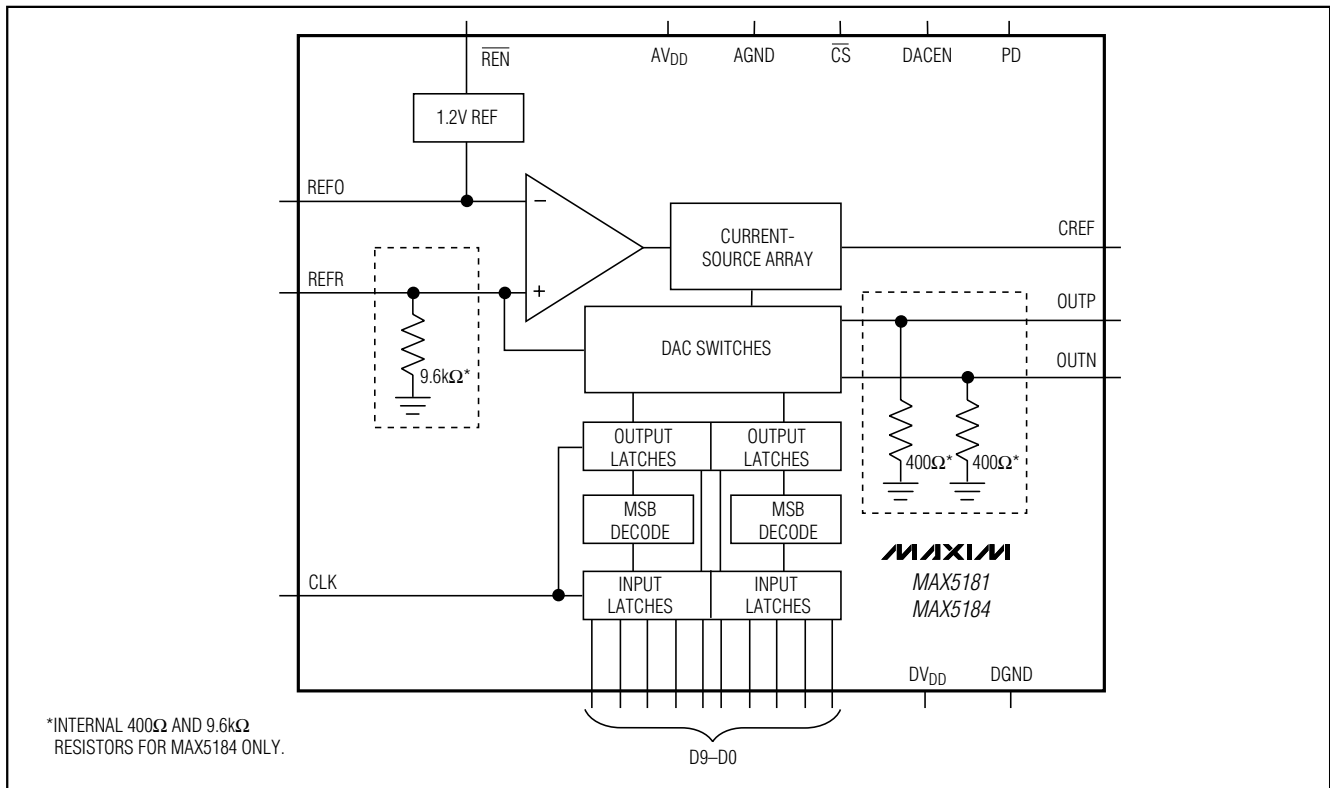 R̅E̅N̅
AVDD
AGND
C̅S̅
DACEN
PD
1.2V REF
REFO
−
CURRENT-
SOURCE ARRAY
CREF
REFR
+
OUTP
DAC SWITCHES
OUTN
9.6kΩ*
OUTPUT
LATCHES
OUTPUT
LATCHES
400Ω*
400Ω*
MSB
DECODE
MSB
DECODE
MAXIM
MAX5181
MAX5184
CLK
INPUT
LATCHES
INPUT
LATCHES
DVDD
DGND
*INTERNAL 400Ω AND 9.6kΩ
RESISTORS FOR MAX5184 ONLY.
D9–D0